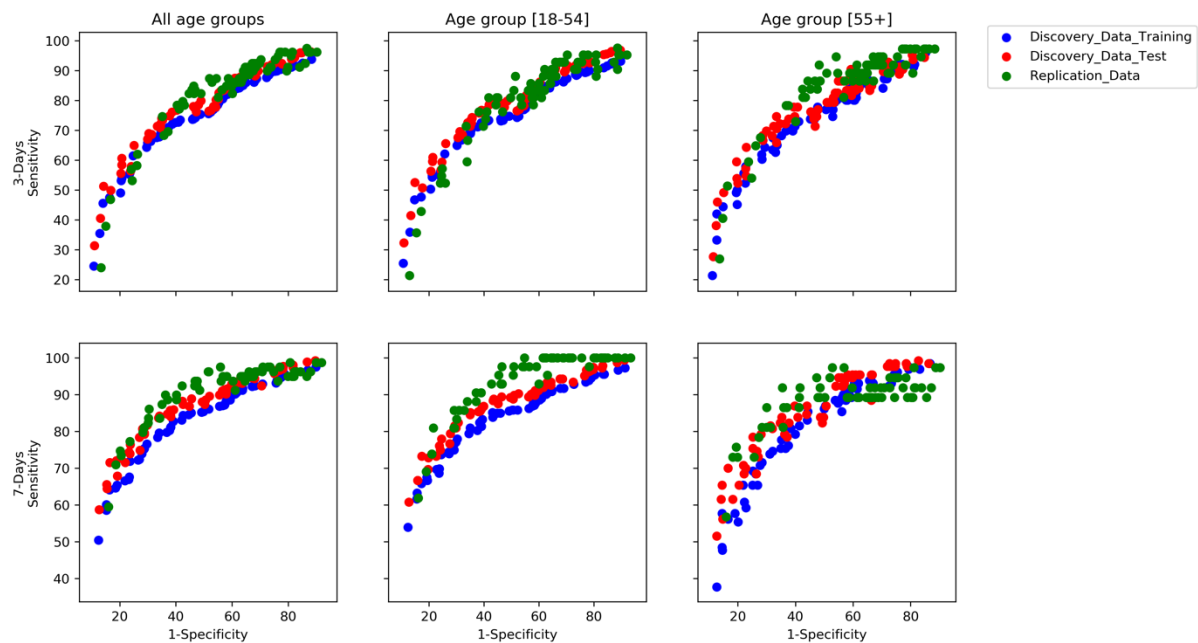 All age groups
Age group [18-54]
Age group [55+]
Discovery_Data_Training
Discovery_Data_Test
Replication_Data
3-Days
Sensitivity
100
90
80
70
60
50
40
30
20
7-Days
Sensitivity
100
90
80
70
60
50
40
20 40 60 80
20 40 60 80
20 40 60 80
1-Specificity
1-Specificity
1-Specificity